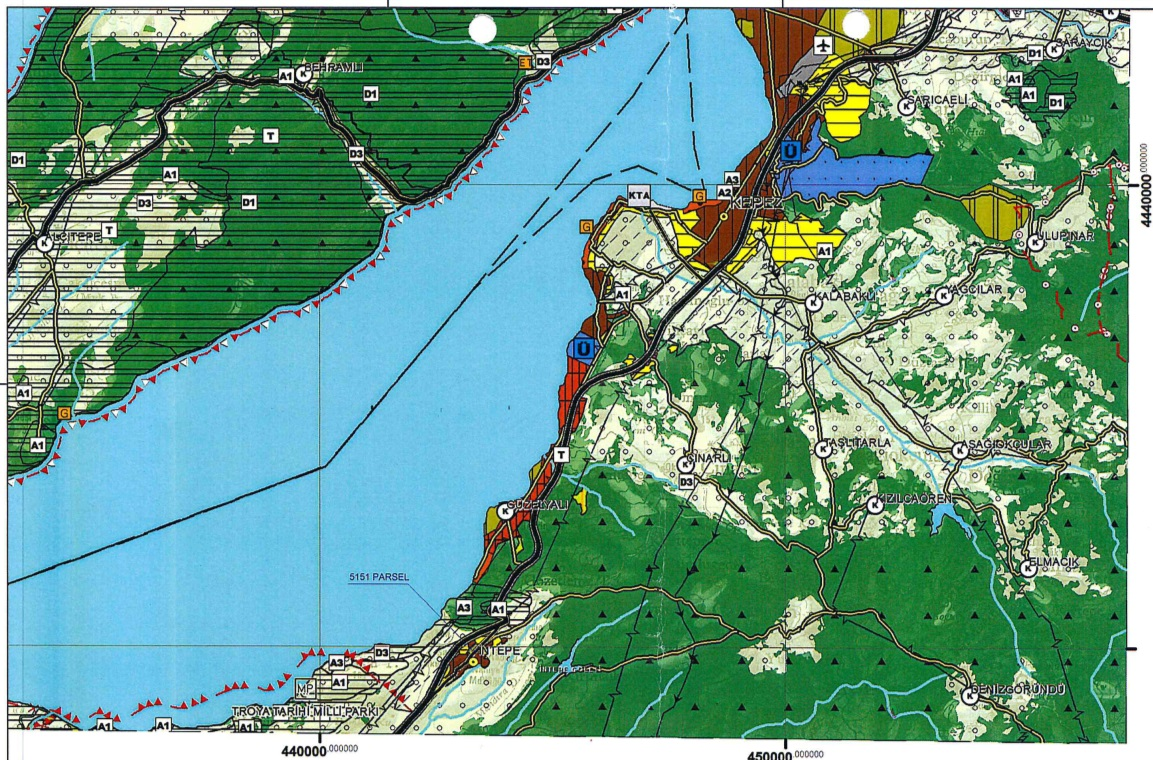 BEHRAMLI
A1
D1
ET
D3
SARAYCIK
D1
A1
A1
D1
SARICAELİ
D1
T
D3
A1
D3
D1
Ü
A3
A2
KTA
G
KEPEZ
4440000.000000
ALÇITEPE
T
G
A1
ULUPINAR
A1
KALABAKLI
YAĞCILAR
Ü
A1
G
A1
T
ÇINARLI
D3
TAŞLITARLA
AŞAĞIOKÇULAR
GÜZELYALI
KIZILCAÖREN
5151 PARSEL
ELMACIK
A3
A1
D3
A3
A1
İNTEPE
MP
TROYA TARİHİ MİLLİ PARKI
DENİZGÖRÜNDÜ
A1
A1
A1
440000.000000
450000.000000